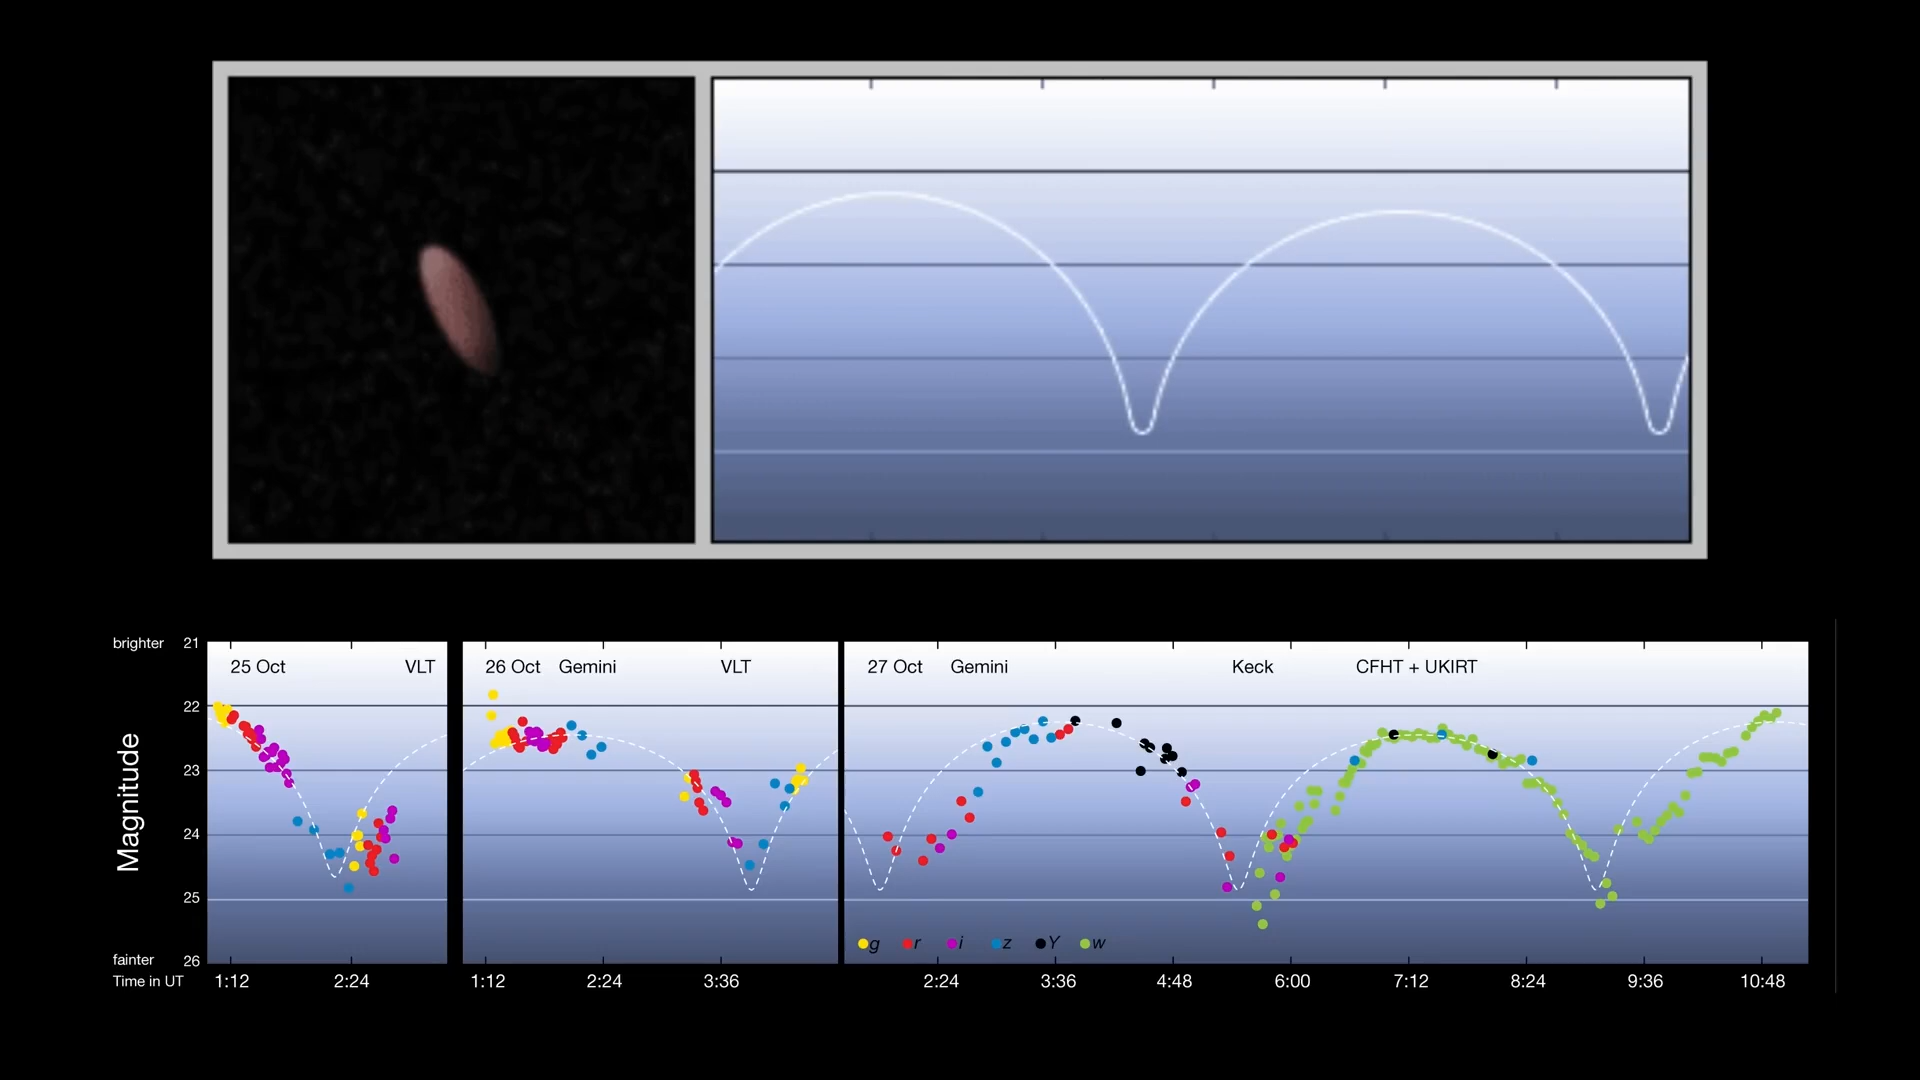 brighter 21
25 Oct VLT 26 Oct Gemini VLT 27 Oct Gemini Keck CFHT + UKIRT
22
23
Magnitude
24
25
g r i z Y w
fainter 26
Time in UT 1:12 2:24 1:12 2:24 3:36 2:24 3:36 4:48 6:00 7:12 8:24 9:36 10:48